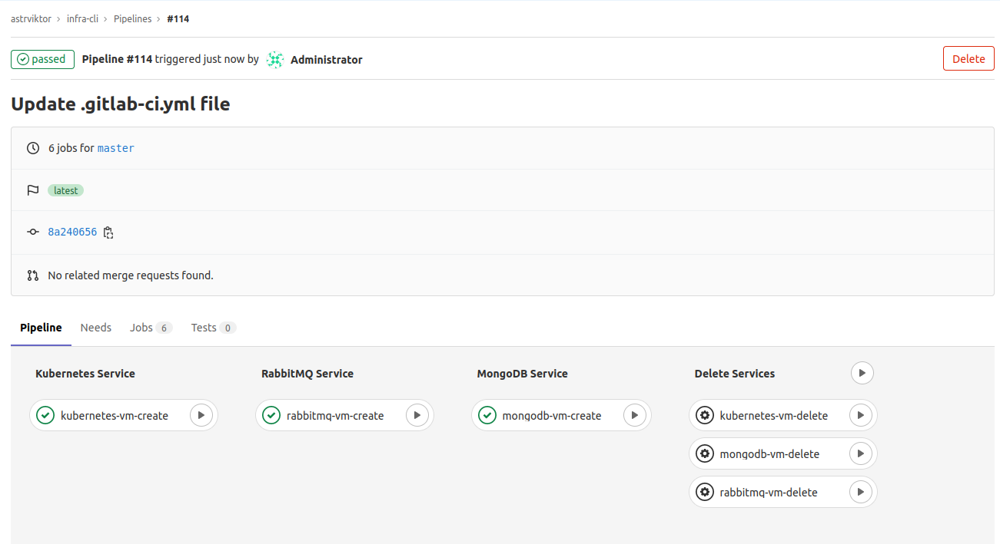 astrviktor > infra-cli > Pipelines > #114
passed Pipeline #114 triggered just now by Administrator Delete
Update .gitlab-ci.yml file
6 jobs for master
latest
8a240656
No related merge requests found.
Pipeline Needs Jobs 6 Tests 0
Kubernetes Service RabbitMQ Service MongoDB Service Delete Services
kubernetes-vm-create rabbitmq-vm-create mongodb-vm-create kubernetes-vm-delete
mongodb-vm-delete
rabbitmq-vm-delete